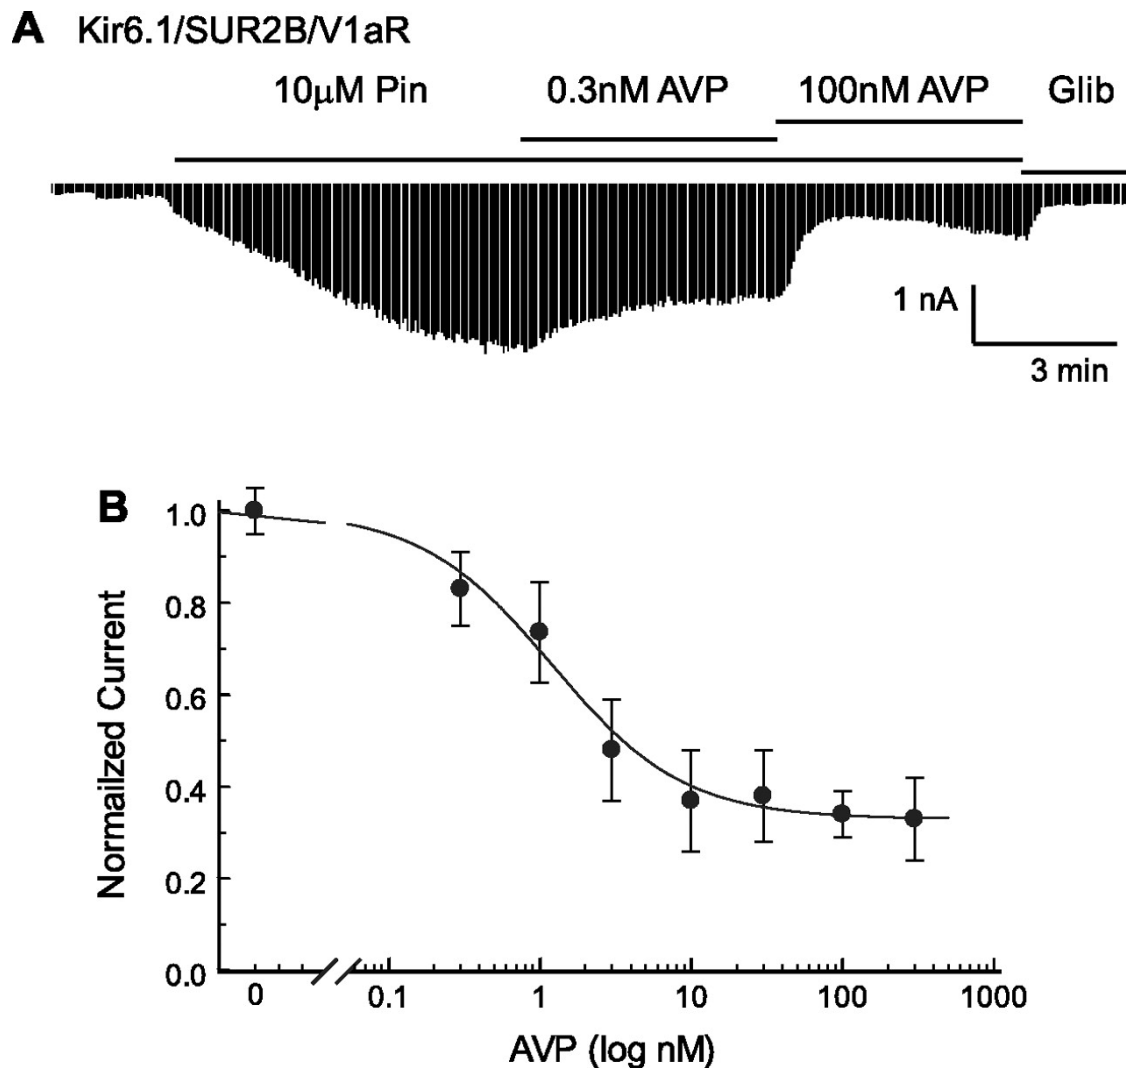 A Kir6.1/SUR2B/V1aR
10μM Pin 0.3nM AVP 100nM AVP Glib
1 nA
3 min
B
Normailzed Current
1.0
0.8
0.6
0.4
0.2
0.0
0 0.1 1 10 100 1000
AVP (log nM)